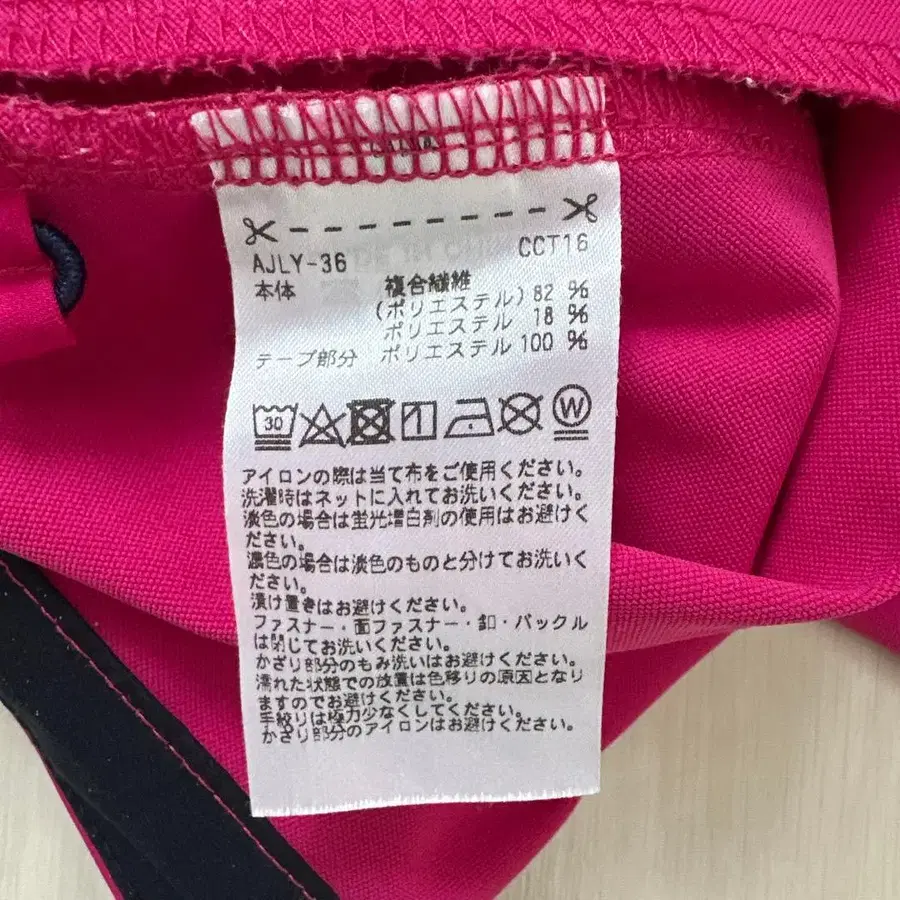 AJLY-36 CCT16
本体 複合繊維
(ポリエステル) 82 %
ポリエステル 18 %
テープ部分 ポリエステル 100 %
30 W
アイロンの際は当て布をご使用ください。
洗濯時はネットに入れてお洗いください。
淡色の場合は蛍光増白剤の使用はお避けく
ださい。
濃色の場合は淡色のものと分けてお洗いく
ださい。
漬け置きはお避けください。
ファスナー・面ファスナー・釦・バックル
は閉じてお洗いください。
かざり部分のもみ洗いはお避けください。
濡れた状態での放置は色移りの原因となり
ますのでお避けください。
手絞りは極力少なくしてください。
かざり部分のアイロンはお避けください。